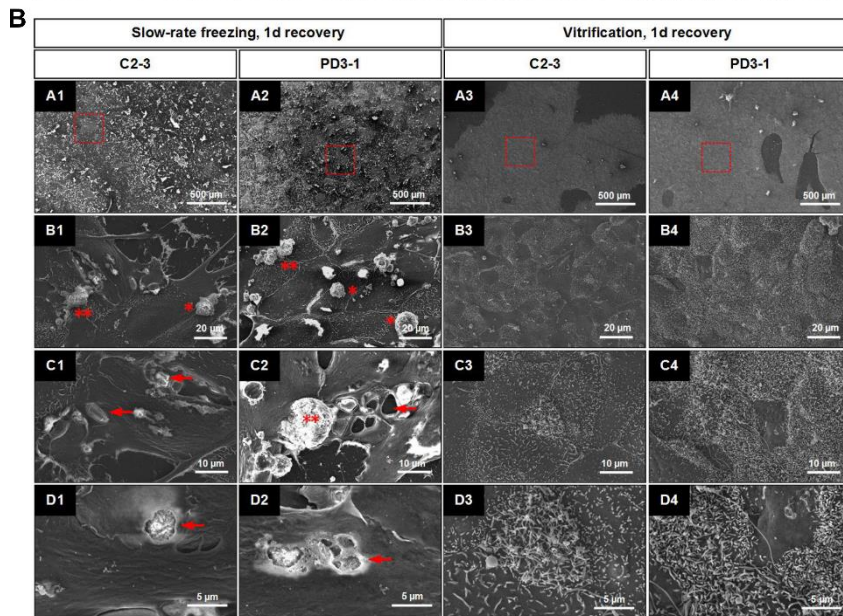 B
Slow-rate freezing, 1d recovery Vitrification, 1d recovery
C2-3 PD3-1 C2-3 PD3-1
A1 A2 A3 A4
500 µm 500 µm 500 µm 500 µm
B1 B2 B3 B4
** * ** * *
20 µm 20 µm 20 µm 20 µm
C1 C2 C3 C4
**
10 µm 10 µm 10 µm 10 µm
D1 D2 D3 D4
5 µm 5 µm 5 µm 5 µm